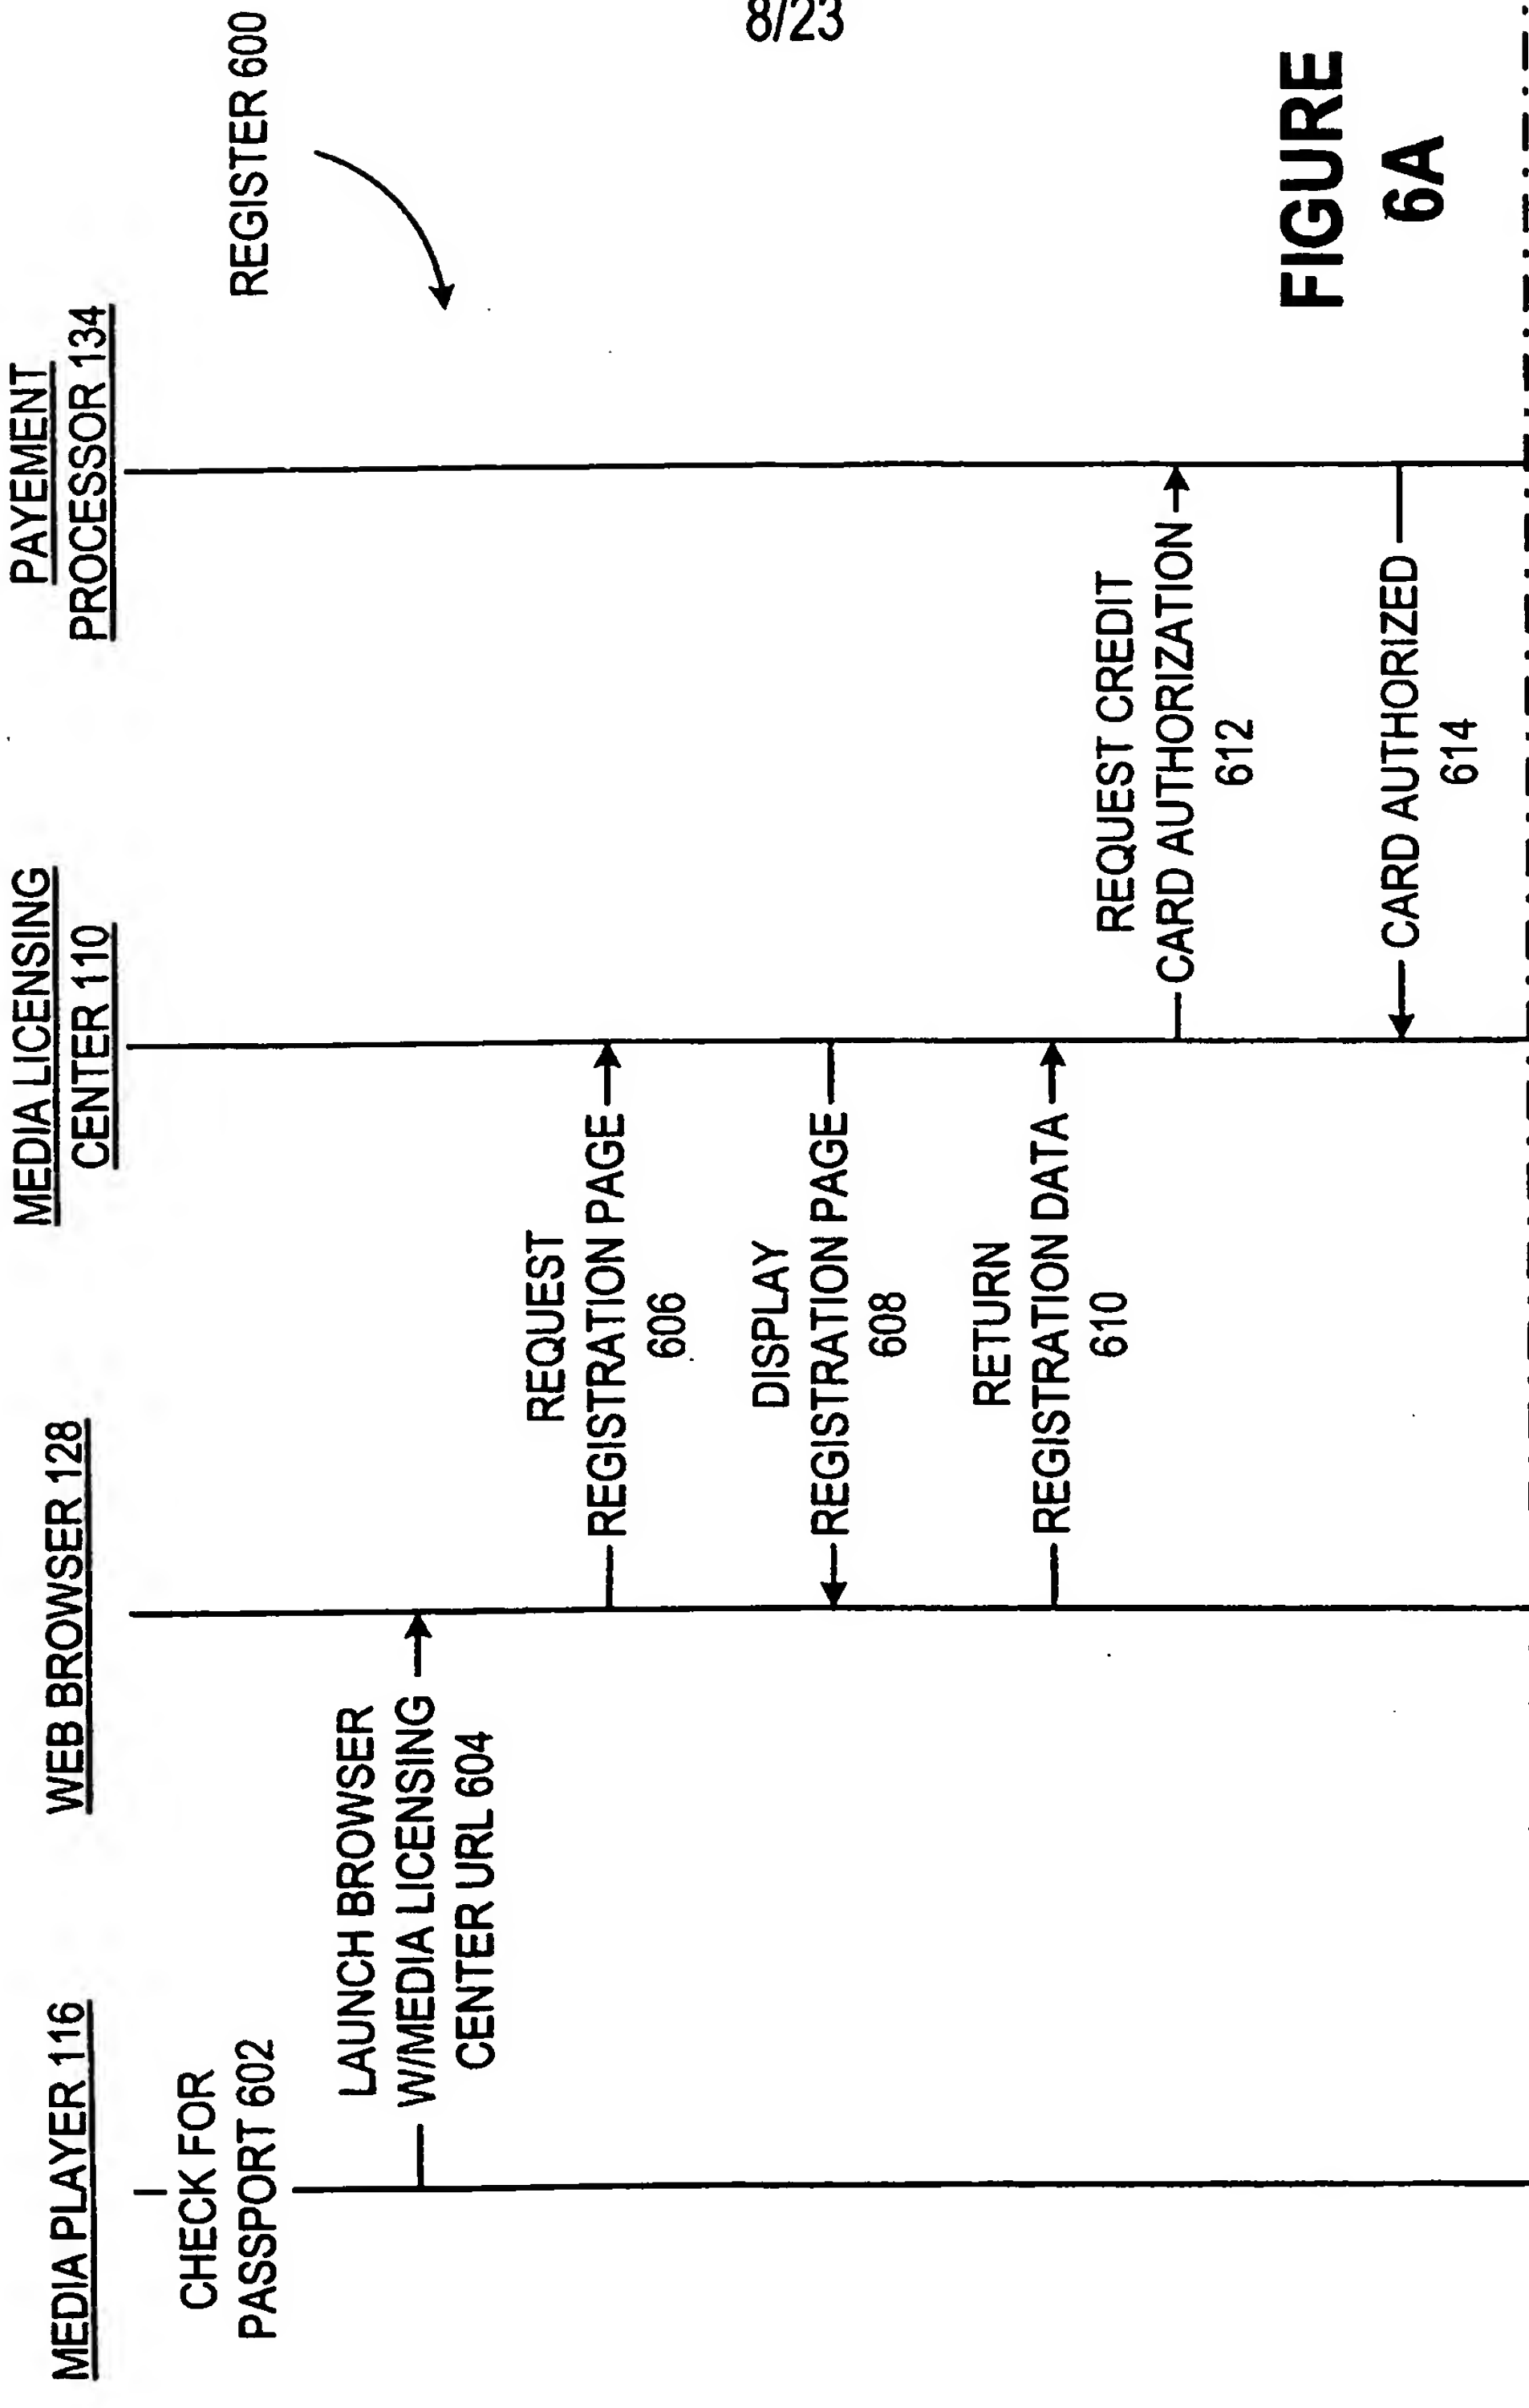 8/23
MEDIA PLAYER 116
WEB BROWSER 128
MEDIA LICENSING
CENTER 110
PAYEMENT
PROCESSOR 134
REGISTER 600
CHECK FOR
PASSPORT 602
LAUNCH BROWSER
W/MEDIA LICENSING
CENTER URL 604
REQUEST
REGISTRATION PAGE
606
DISPLAY
REGISTRATION PAGE
608
RETURN
REGISTRATION DATA
610
REQUEST CREDIT
CARD AUTHORIZATION
612
CARD AUTHORIZED
614
FIGURE
6A